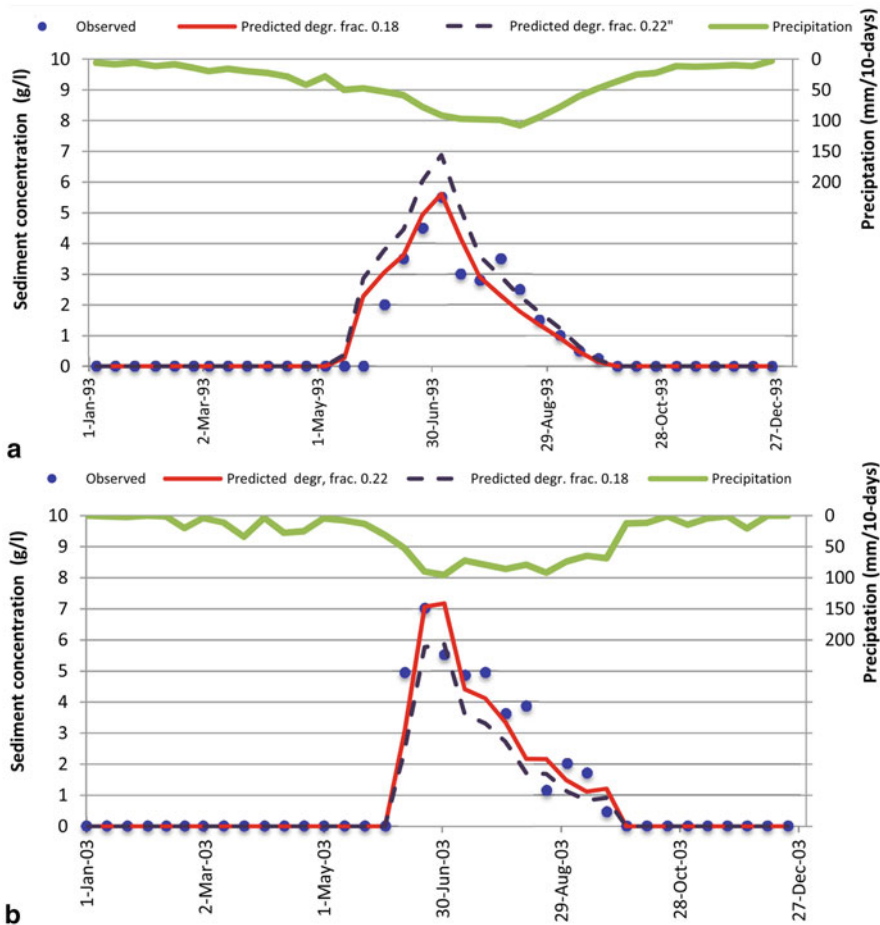 Observed Predicted degr. frac. 0.18 Predicted degr. frac. 0.22" Precipitation
Sediment concentration (g/l)
10
9
8
7
6
5
4
3
2
1
0
0
50
100
150
200
Preciptation (mm/10-days)
1-Jan-93
2-Mar-93
1-May-93
30-Jun-93
29-Aug-93
28-Oct-93
27-Dec-93
a
Observed Predicted degr, frac. 0.22 Predicted degr. frac. 0.18 Precipitation
Sediment concentration (g/l)
10
9
8
7
6
5
4
3
2
1
0
0
50
100
150
200
Precipitation (mm/10-days)
1-Jan-03
2-Mar-03
1-May-03
30-Jun-03
29-Aug-03
28-Oct-03
27-Dec-03
b